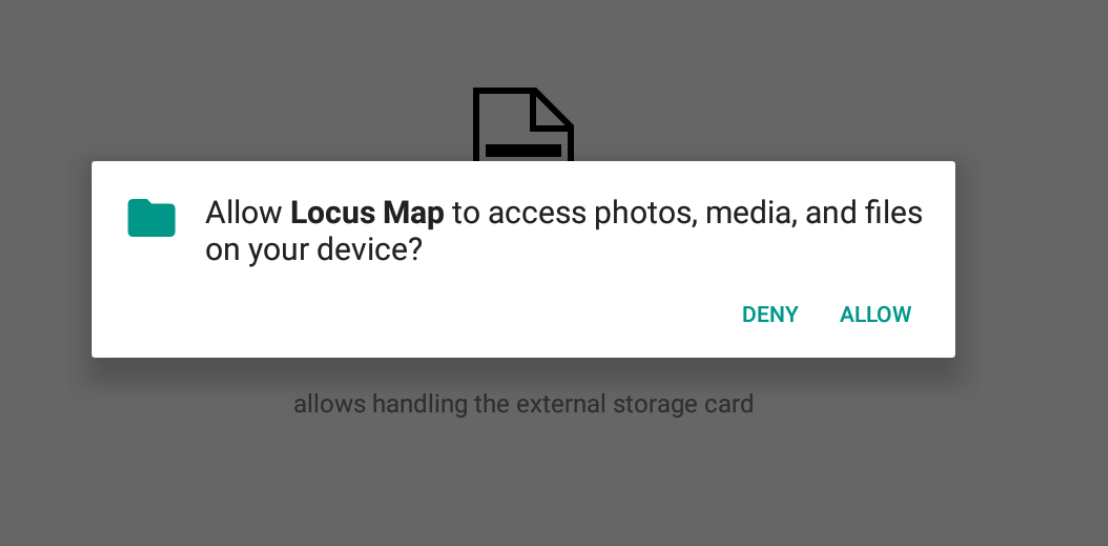 Allow Locus Map to access photos, media, and files
on your device?
DENY ALLOW
allows handling the external storage card